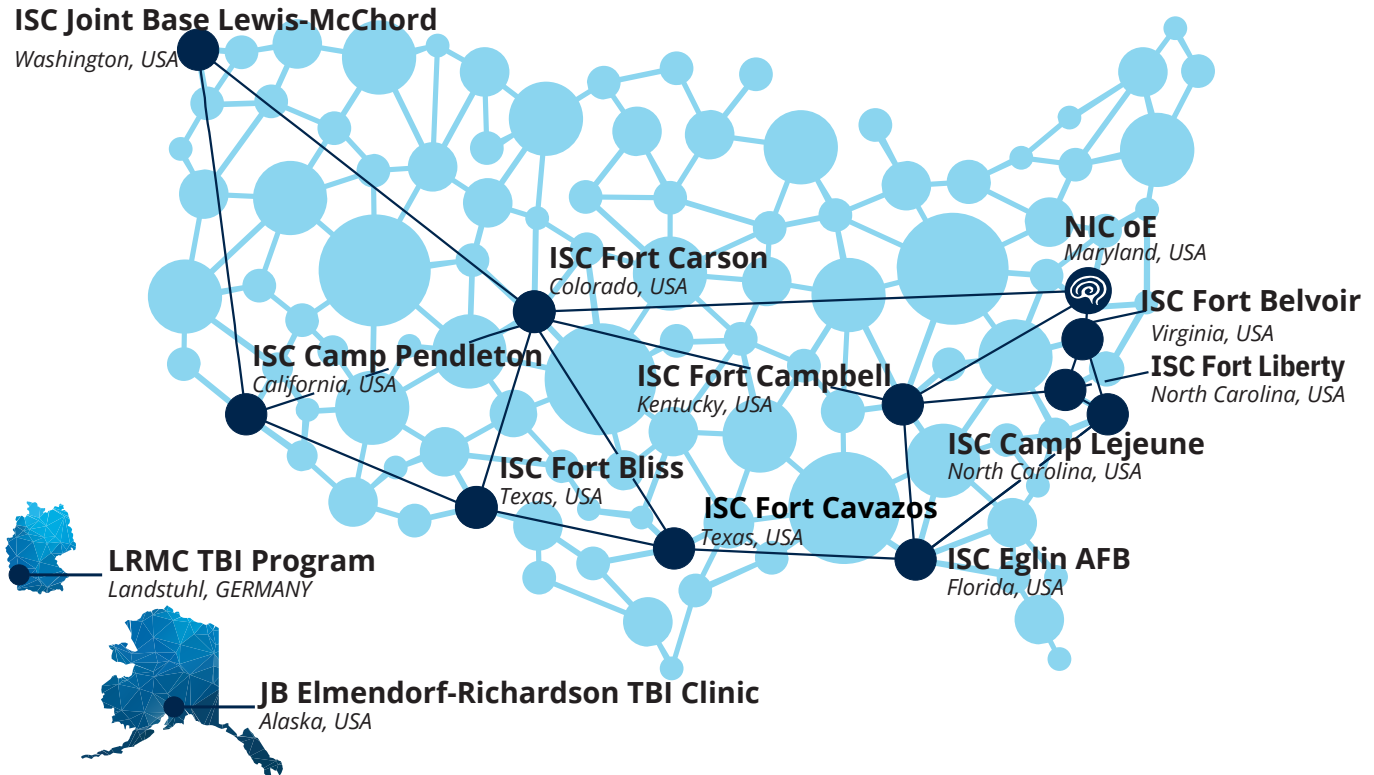 ISC Joint Base Lewis-McChord
Washington, USA
NIC oE
Maryland, USA
ISC Fort Carson
Colorado, USA
ISC Fort Belvoir
Virginia, USA
ISC Camp Pendleton
California, USA
ISC Fort Campbell
Kentucky, USA
ISC Fort Liberty
North Carolina, USA
ISC Camp Lejeune
North Carolina, USA
ISC Fort Bliss
Texas, USA
ISC Fort Cavazos
Texas, USA
ISC Eglin AFB
Florida, USA
LRMC TBI Program
Landstuhl, GERMANY
JB Elmendorf-Richardson TBI Clinic
Alaska, USA